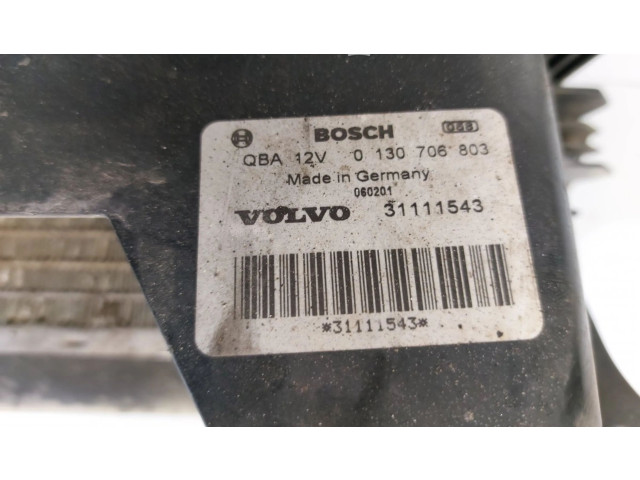 BOSCH
QBA 12V 0 130 706 803
Made in Germany
060201
VOLVO 31111543
*31111543*